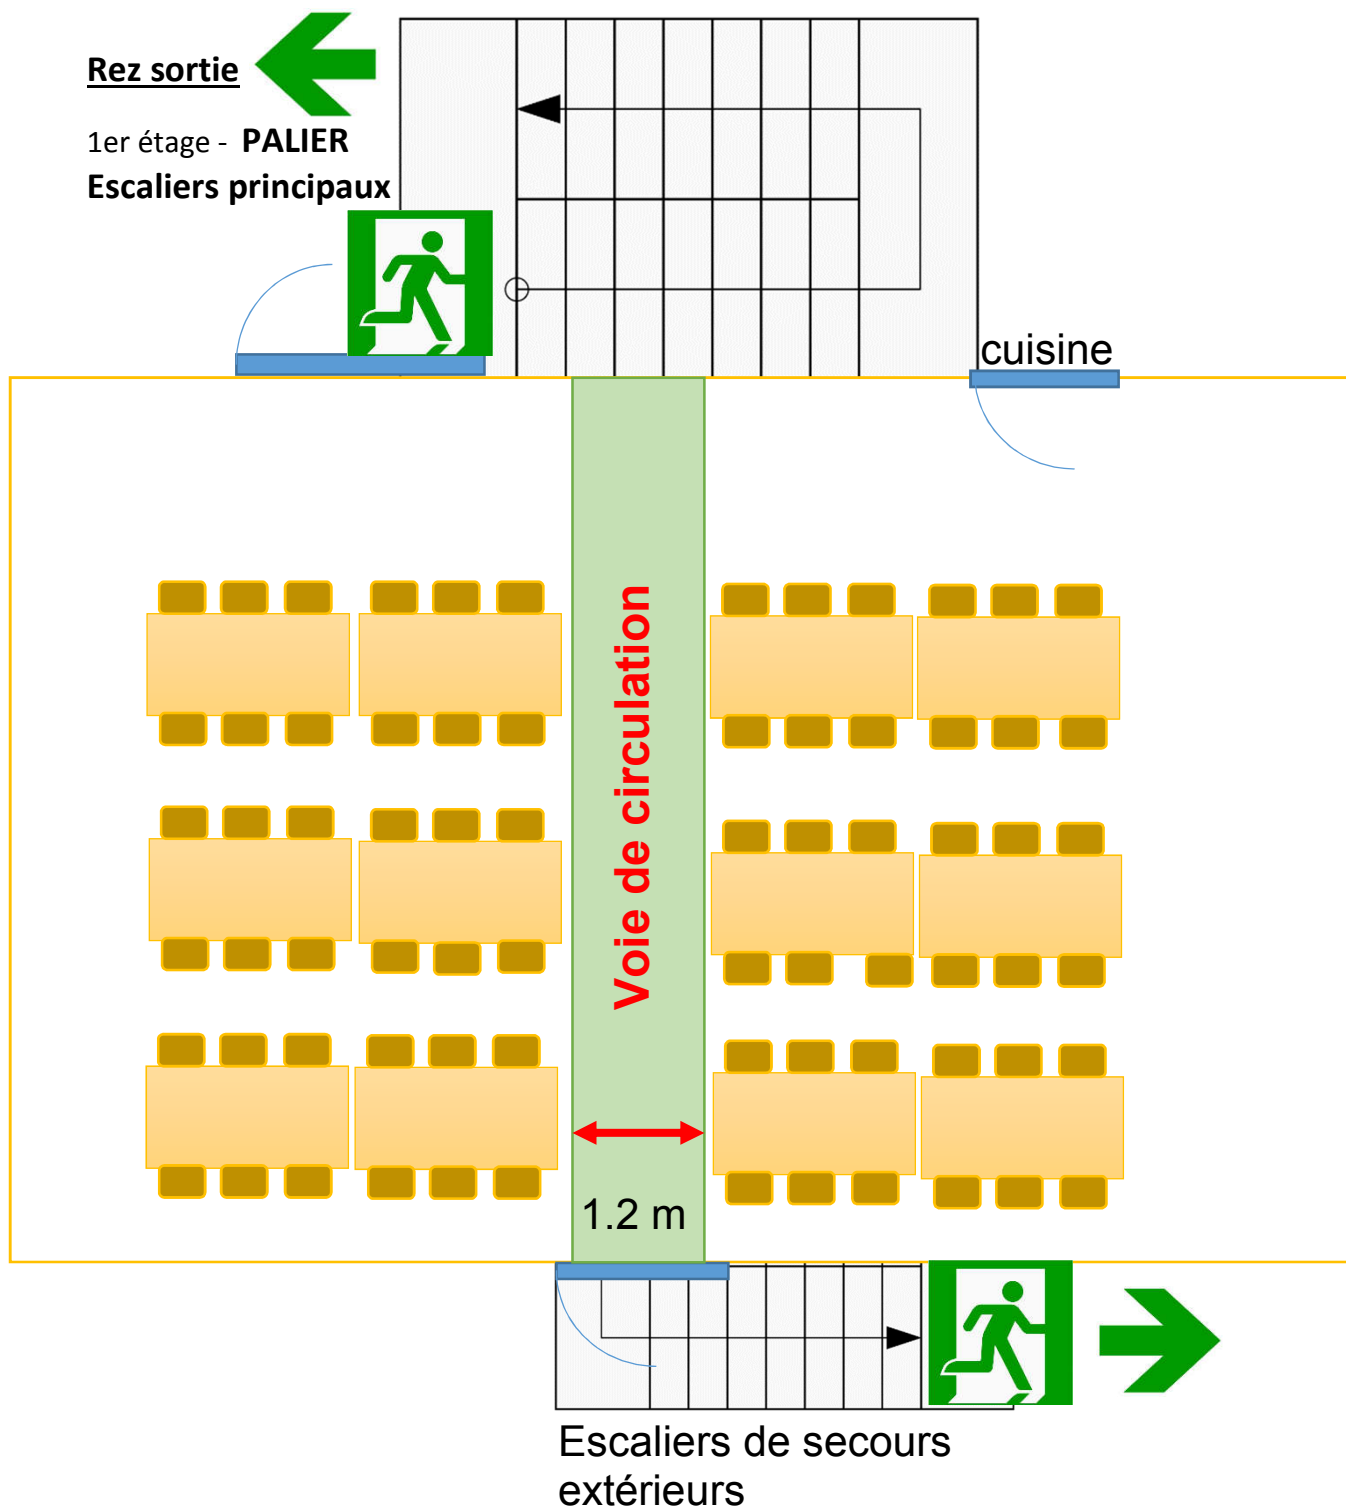 Rez sortie
1er étage - PALIER
Escaliers principaux
cuisine
Voie de circulation
1.2 m
Escaliers de secours
extérieurs